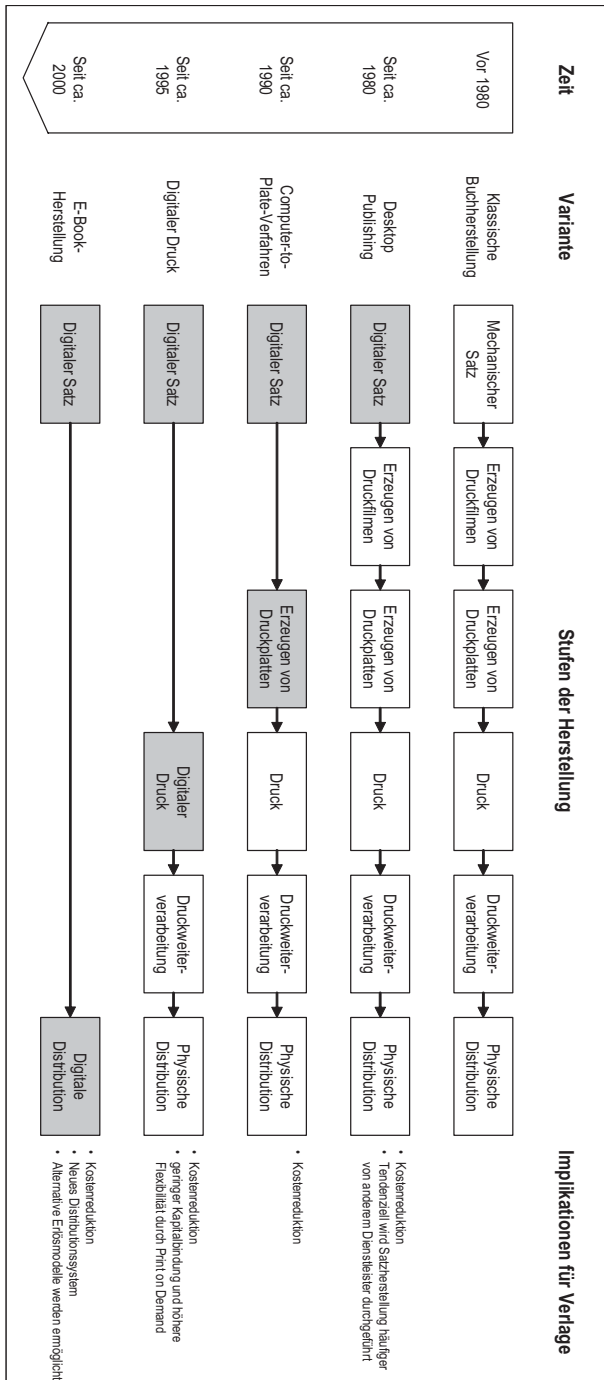 Zeit
Variante
Stufen der Herstellung
Implikationen für Verlage
Vor 1980
Klassische
Buchherstellung
Mechanischer
Satz
Erzeugen von
Druckfilmen
Erzeugen von
Druckplatten
Druck
Druckweiter-
verarbeitung
Physische
Distribution
Seit ca.
1980
Desktop
Publishing
Digitaler Satz
Erzeugen von
Druckfilmen
Erzeugen von
Druckplatten
Druck
Druckweiter-
verarbeitung
Physische
Distribution
• Kostenreduktion
• Tendenziell wird Satzherstellung häufiger
von anderem Dienstleister durchgeführt
Seit ca.
1990
Computer-to-
Plate-Verfahren
Digitaler Satz
Erzeugen von
Druckplatten
Druck
Druckweiter-
verarbeitung
Physische
Distribution
• Kostenreduktion
Seit ca.
1995
Digitaler Druck
Digitaler Satz
Digitaler
Druck
Druckweiter-
verarbeitung
Physische
Distribution
• Kostenreduktion
• geringer Kapitalbindung und höhere
Flexibilität durch Print on Demand
Seit ca.
2000
E-Book-
Herstellung
Digitaler Satz
Digitale
Distribution
• Kostenreduktion
• Neues Distributionssystem
• Alternative Erlösmodelle werden ermöglicht